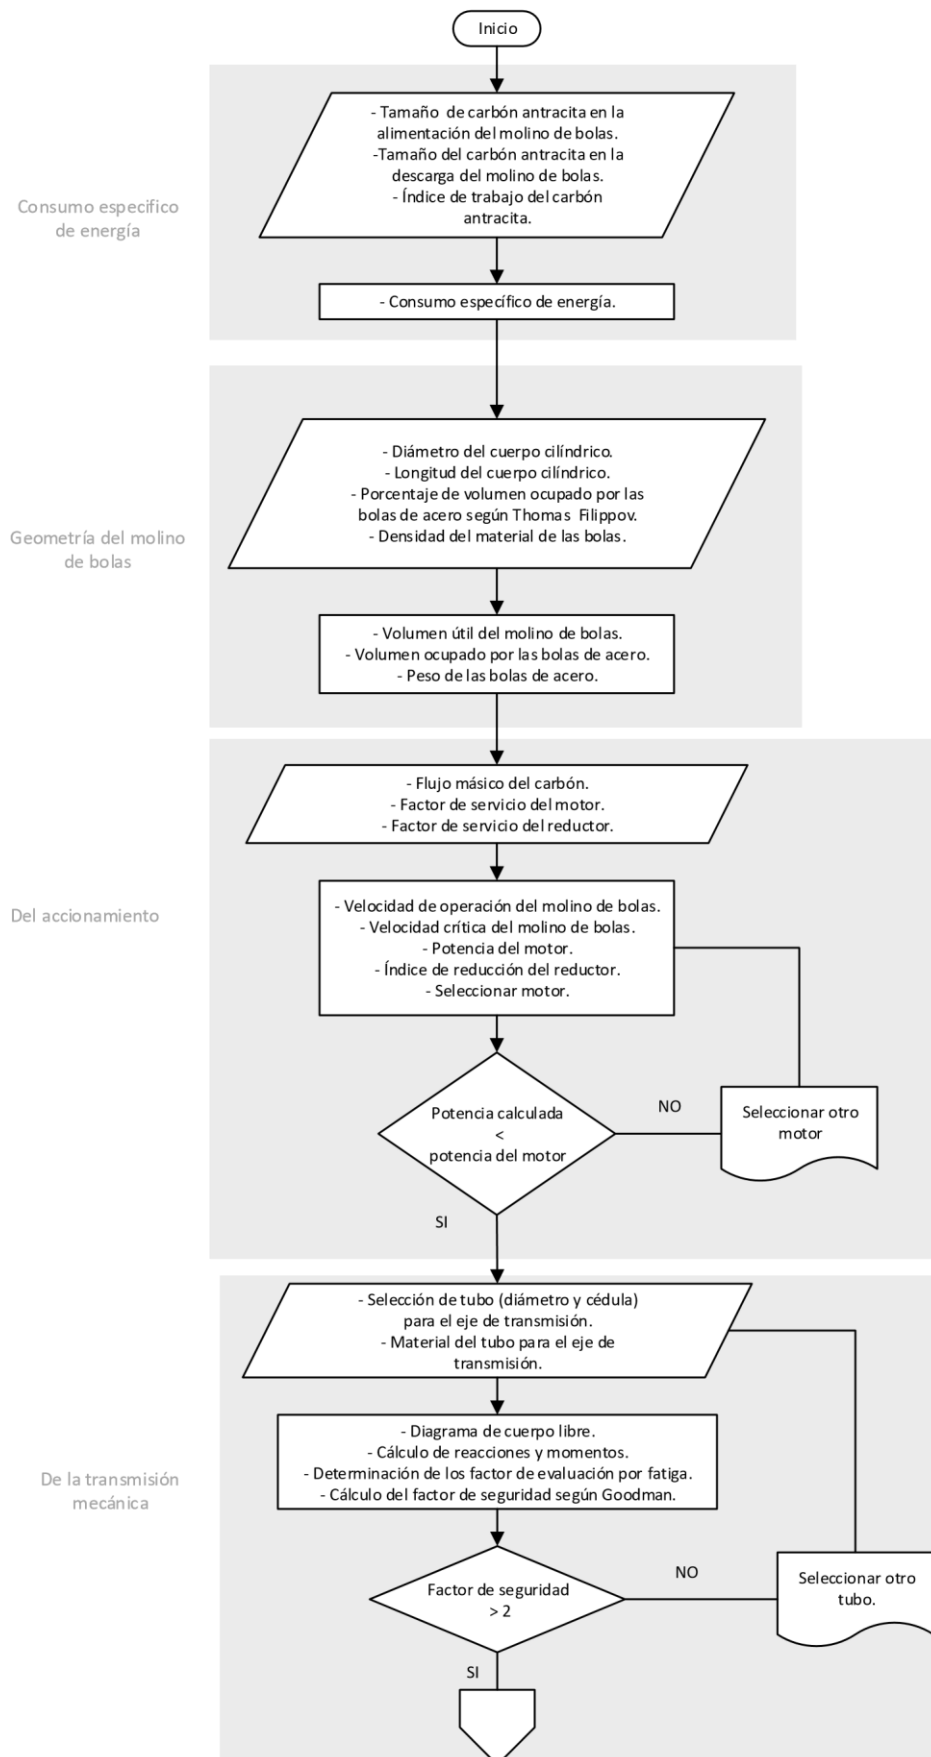 Inicio
Consumo especifico
de energía
- Tamaño de carbón antracita en la
alimentación del molino de bolas.
-Tamaño del carbón antracita en la
descarga del molino de bolas.
- Índice de trabajo del carbón
antracita.
- Consumo específico de energía.
Geometría del molino
de bolas
- Diámetro del cuerpo cilíndrico.
- Longitud del cuerpo cilíndrico.
- Porcentaje de volumen ocupado por las
bolas de acero según Thomas Filippov.
- Densidad del material de las bolas.
- Volumen útil del molino de bolas.
- Volumen ocupado por las bolas de acero.
- Peso de las bolas de acero.
Del accionamiento
- Flujo másico del carbón.
- Factor de servicio del motor.
- Factor de servicio del reductor.
- Velocidad de operación del molino de bolas.
- Velocidad crítica del molino de bolas.
- Potencia del motor.
- Índice de reducción del reductor.
- Seleccionar motor.
Potencia calculada
<
potencia del motor
NO
Seleccionar otro
motor
SI
De la transmisión
mecánica
- Selección de tubo (diámetro y cédula)
para el eje de transmisión.
- Material del tubo para el eje de
transmisión.
- Diagrama de cuerpo libre.
- Cálculo de reacciones y momentos.
- Determinación de los factor de evaluación por fatiga.
- Cálculo del factor de seguridad según Goodman.
Factor de seguridad
> 2
NO
Seleccionar otro
tubo.
SI